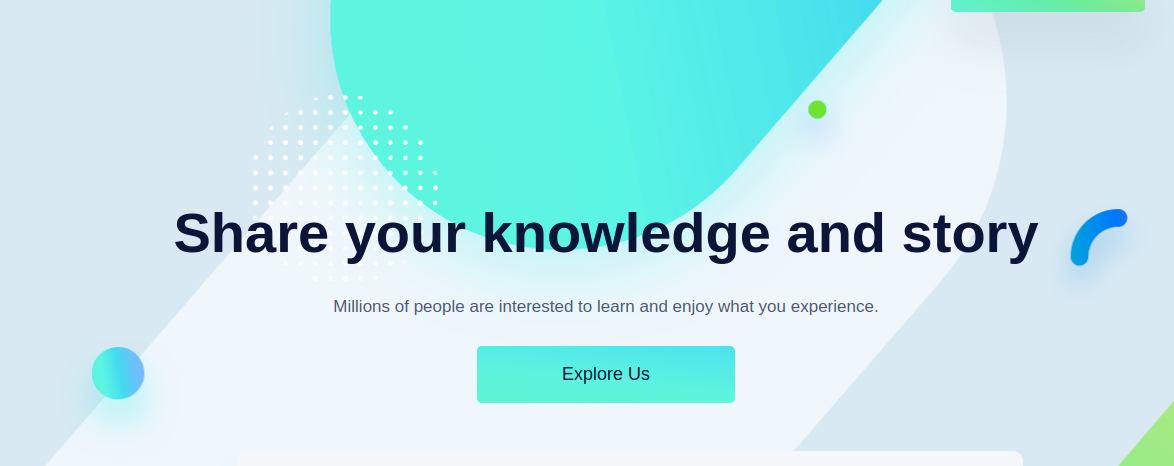 Share your knowledge and story
Millions of people are interested to learn and enjoy what you experience.
Explore Us